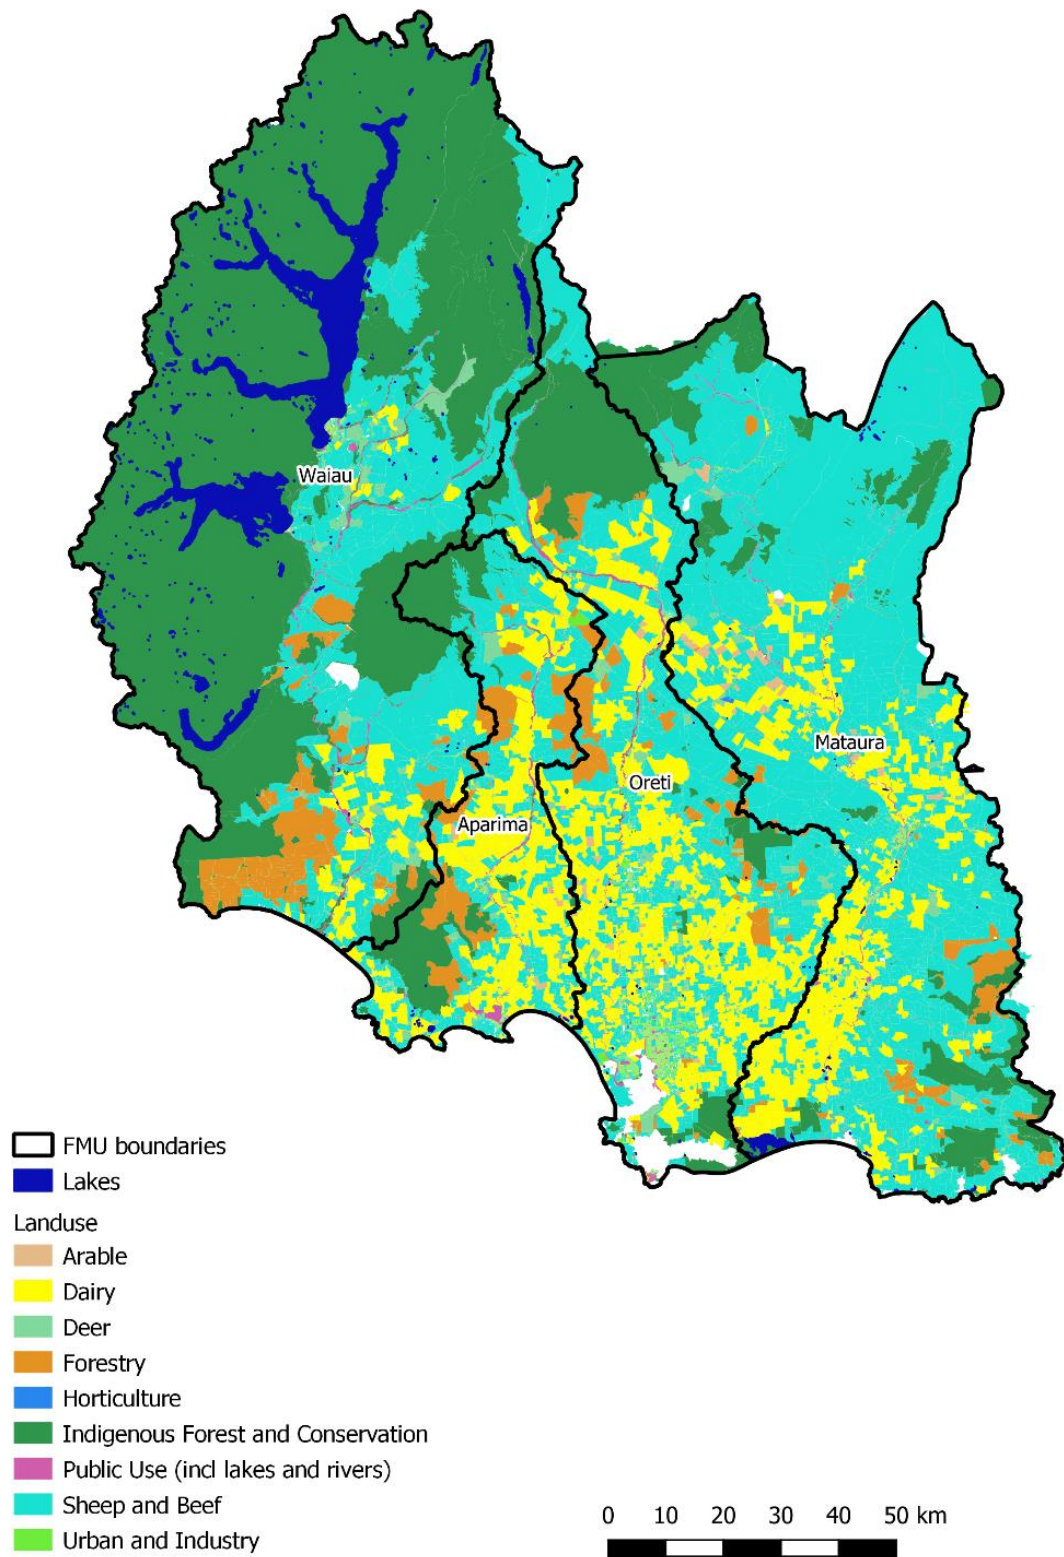 Waiau
Mataura
Oreti
Aparima
FMU boundaries
Lakes
Landuse
Arable
Dairy
Deer
Forestry
Horticulture
Indigenous Forest and Conservation
Public Use (incl lakes and rivers)
Sheep and Beef
Urban and Industry
0 10 20 30 40 50 km